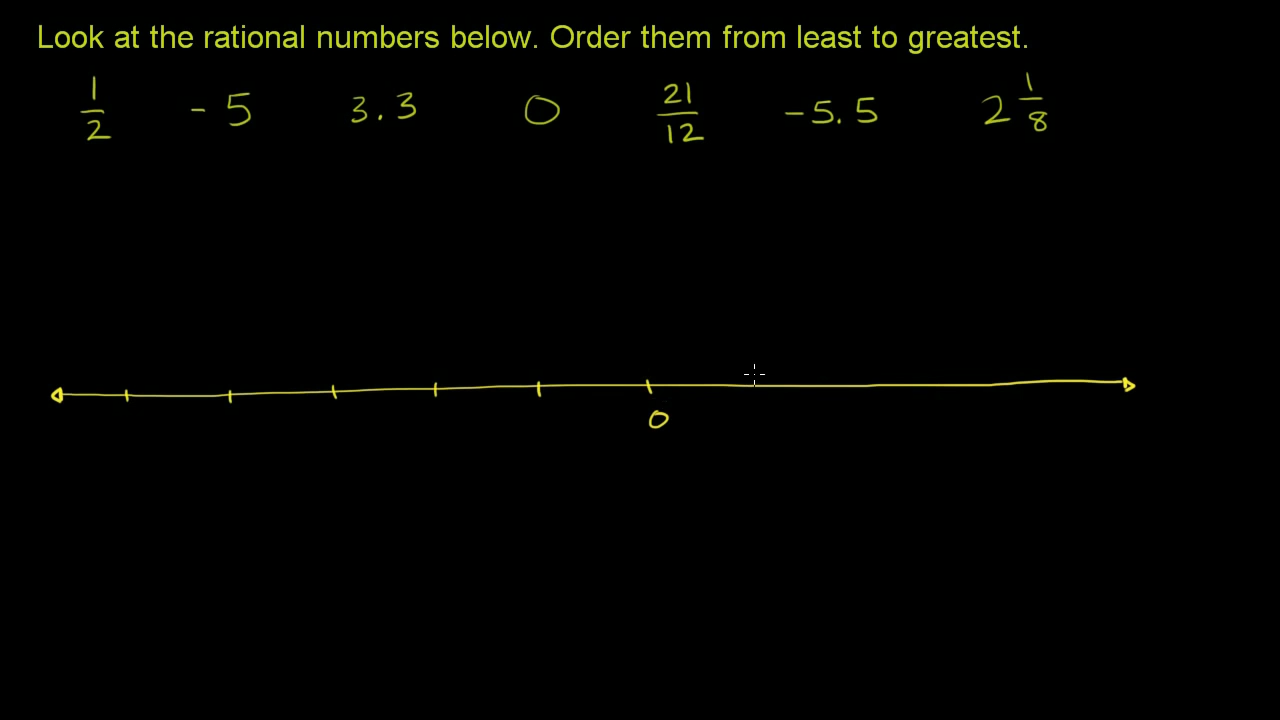 Look at the rational numbers below. Order them from least to greatest.
1/2 -5 3.3 0 21/12 -5.5 2 1/8
0